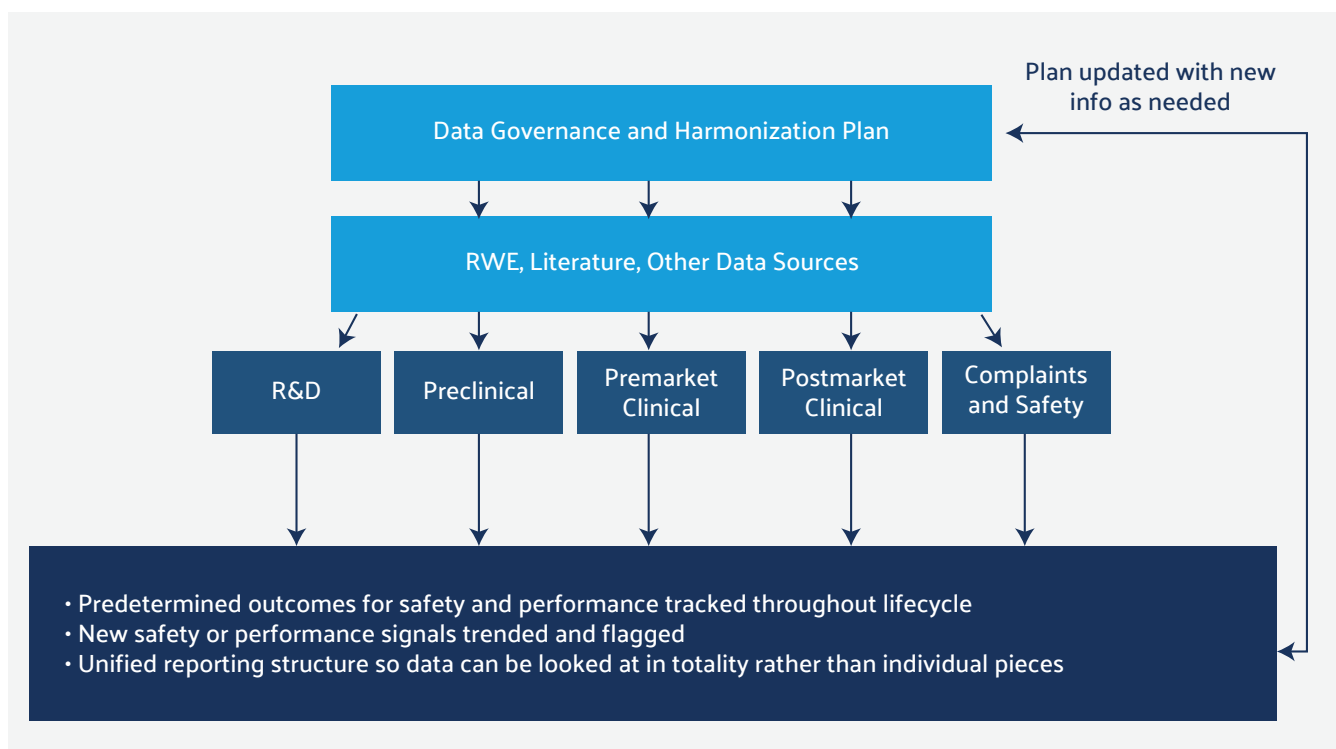 Plan updated with new
info as needed
Data Governance and Harmonization Plan
RWE, Literature, Other Data Sources
R&D
Preclinical
Premarket
Clinical
Postmarket
Clinical
Complaints
and Safety
• Predetermined outcomes for safety and performance tracked throughout lifecycle
• New safety or performance signals trended and flagged
• Unified reporting structure so data can be looked at in totality rather than individual pieces